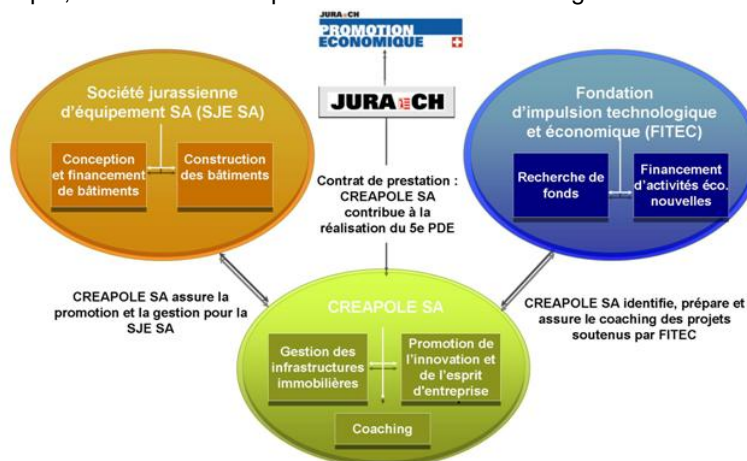 JURA CH
PROMOTION
ECONOMIQUE
JURA CH
Société jurassienne
d'équipement SA (SJE SA)
Conception
et financement
de bâtiments
Construction
des bâtiments
Fondation
d'impulsion technologique
et économique (FITEC)
Recherche de
fonds
Financement
d'activités éco.
nouvelles
Contrat de prestation :
CREAPOLE SA
contribue à la
réalisation du 5e PDE
CREAPOLE SA assure la
promotion et la gestion pour la
SJE SA
CREAPOLE SA identifie, prépare et
assure le coaching des projets
soutenus par FITEC
CREAPOLE SA
Gestion des
infrastructures
immobilières
Promotion de
l'innovation et
de l'esprit
d'entreprise
Coaching